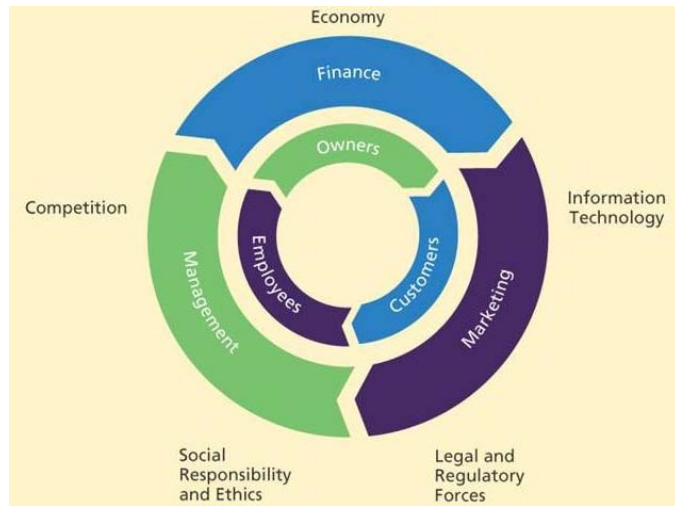 Economy
Finance
Owners
Competition
Information
Technology
Employees
Customers
Management
Marketing
Social
Responsibility
and Ethics
Legal and
Regulatory
Forces